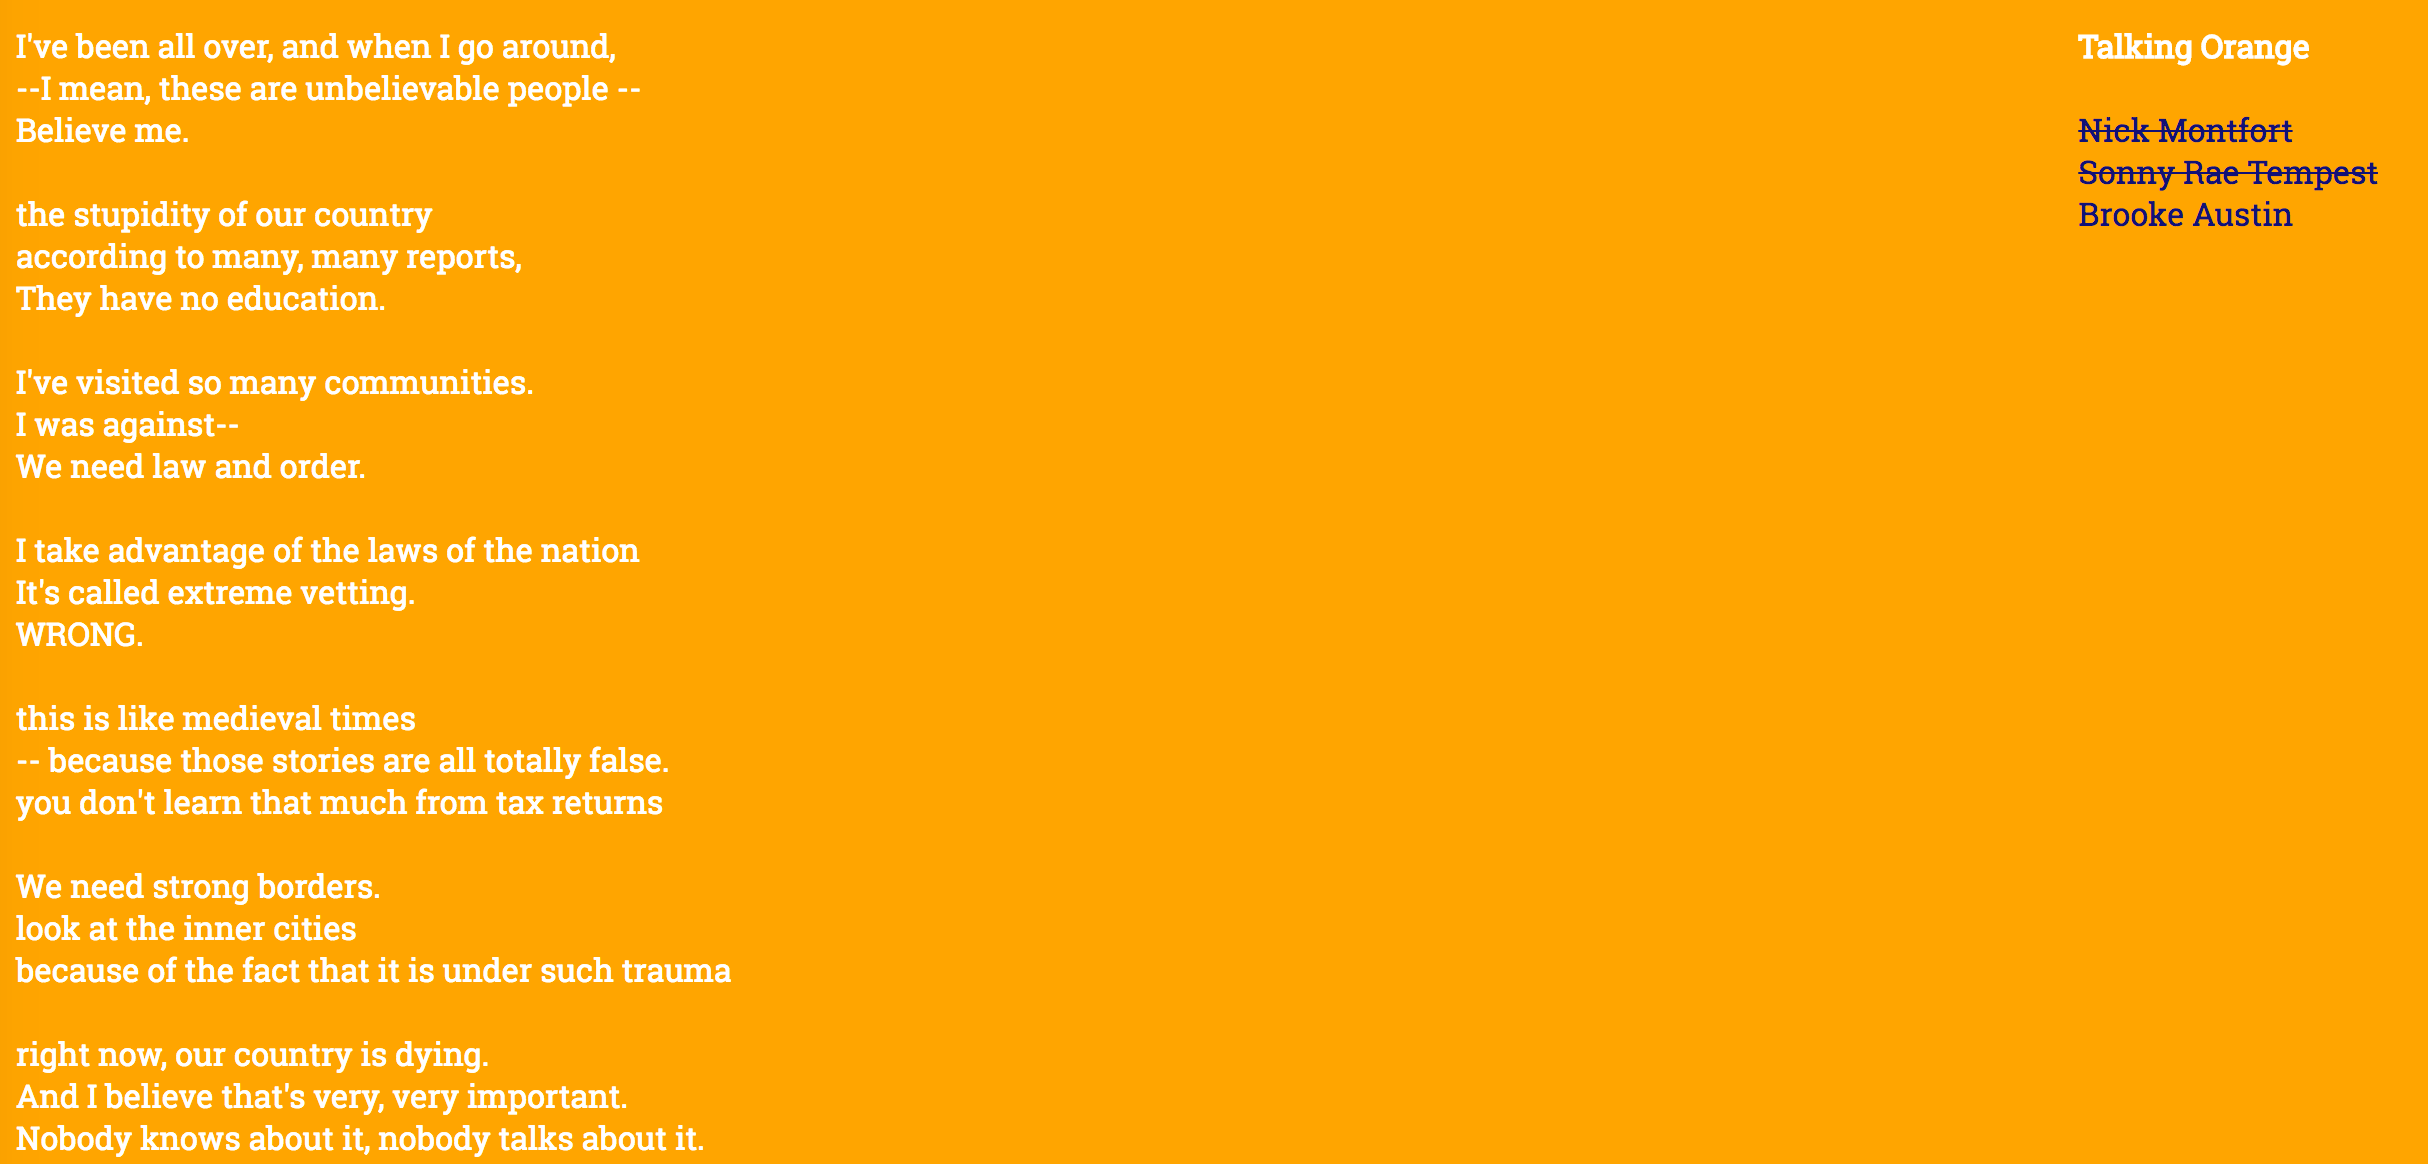 I've been all over, and when I go around,
--I mean, these are unbelievable people --
Believe me.

the stupidity of our country
according to many, many reports,
They have no education.

I've visited so many communities.
I was against--
We need law and order.

I take advantage of the laws of the nation
It's called extreme vetting.
WRONG.

this is like medieval times
-- because those stories are all totally false.
you don't learn that much from tax returns

We need strong borders.
look at the inner cities
because of the fact that it is under such trauma

right now, our country is dying.
And I believe that's very, very important.
Nobody knows about it, nobody talks about it.

Talking Orange

Nick Montfort
Sonny Rae Tempest
Brooke Austin